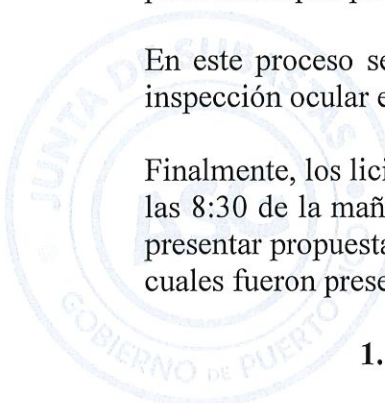 En este proceso se
inspección ocular e
Finalmente, los lici
las 8:30 de la mañ
presentar propuesta
cuales fueron prese
1.
JUNTA DE SUBASTAS
ASG
GOBIERNO DE PUERTO